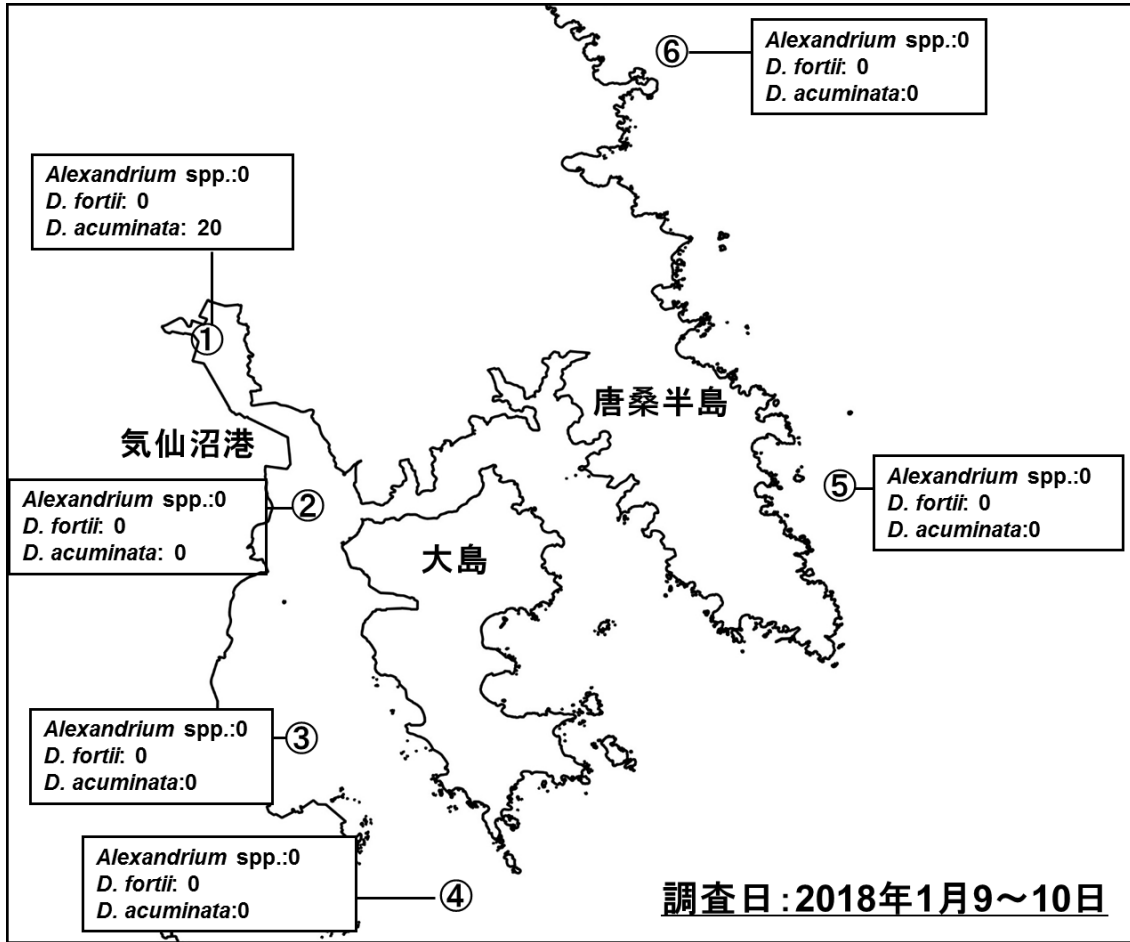 ⑥
Alexandrium spp.:0
D. fortii: 0
D. acuminata:0
Alexandrium spp.:0
D. fortii: 0
D. acuminata: 20
①
唐桑半島
気仙沼港
Alexandrium spp.:0
D. fortii: 0
D. acuminata: 0
②
⑤
Alexandrium spp.:0
D. fortii: 0
D. acuminata:0
大島
Alexandrium spp.:0
D. fortii: 0
D. acuminata:0
③
Alexandrium spp.:0
D. fortii: 0
D. acuminata:0
④
調査日:2018年1月9～10日